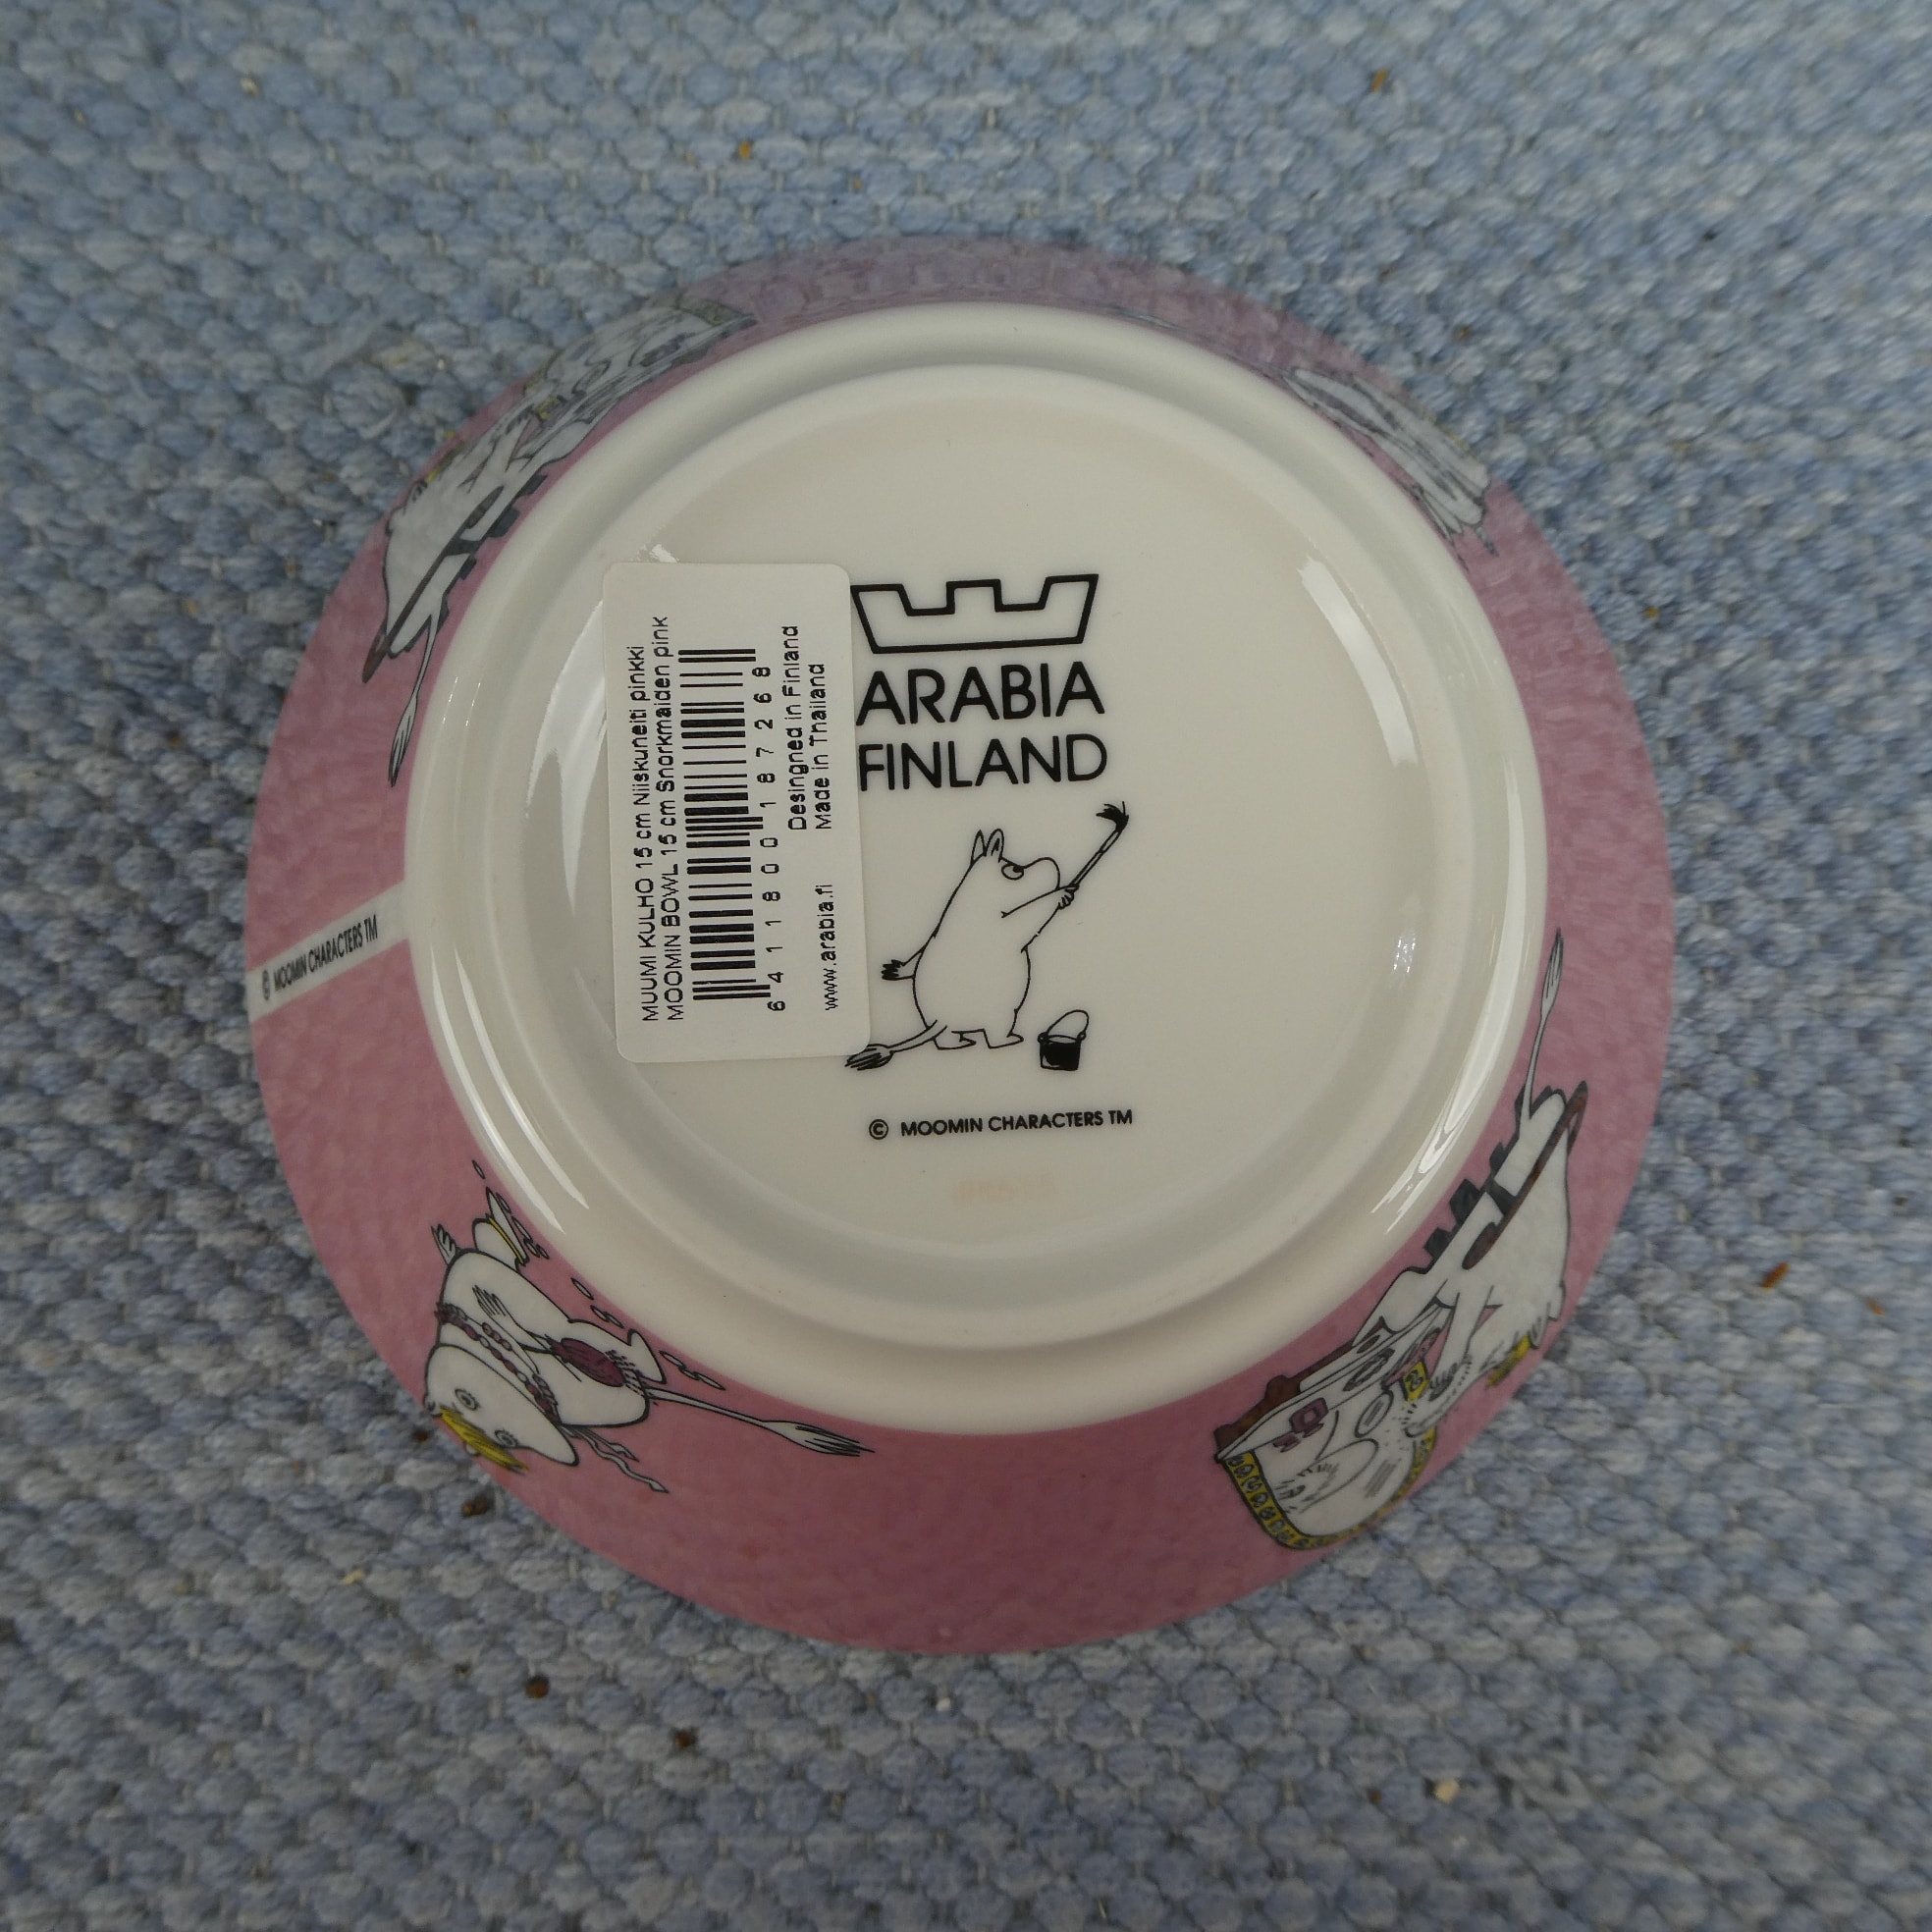 ARABIA
FINLAND
© MOOMIN CHARACTERS TM
MUUMI KULHO 15 cm Niiskuneiti pinkki
MOOMIN BOWL 15 cm Snorkmaiden pink
6 411800 187268
Desingned in Finland
www.arabia.fi Made in Thailand
© MOOMIN CHARACTERS TM